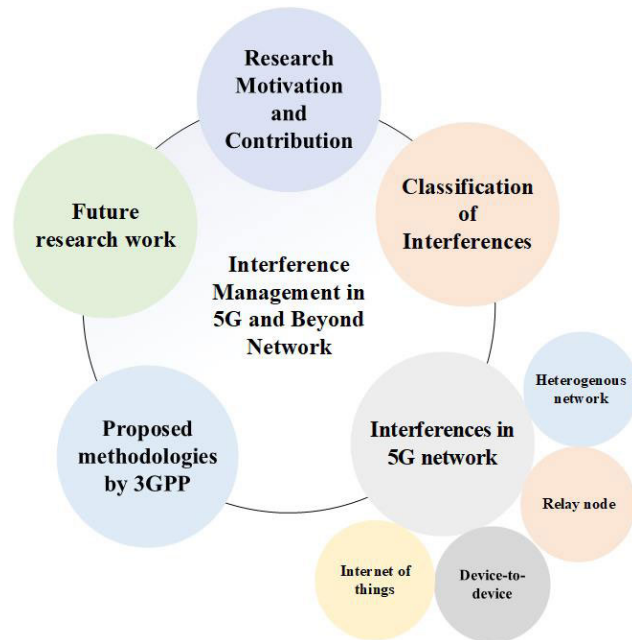 Research
Motivation
and
Contribution
Classification
of
Interferences
Future
research work
Interference
Management in
5G and Beyond
Network
Heterogenous
network
Proposed
methodologies
by 3GPP
Interferences in
5G network
Relay node
Internet of
things
Device-to-
device